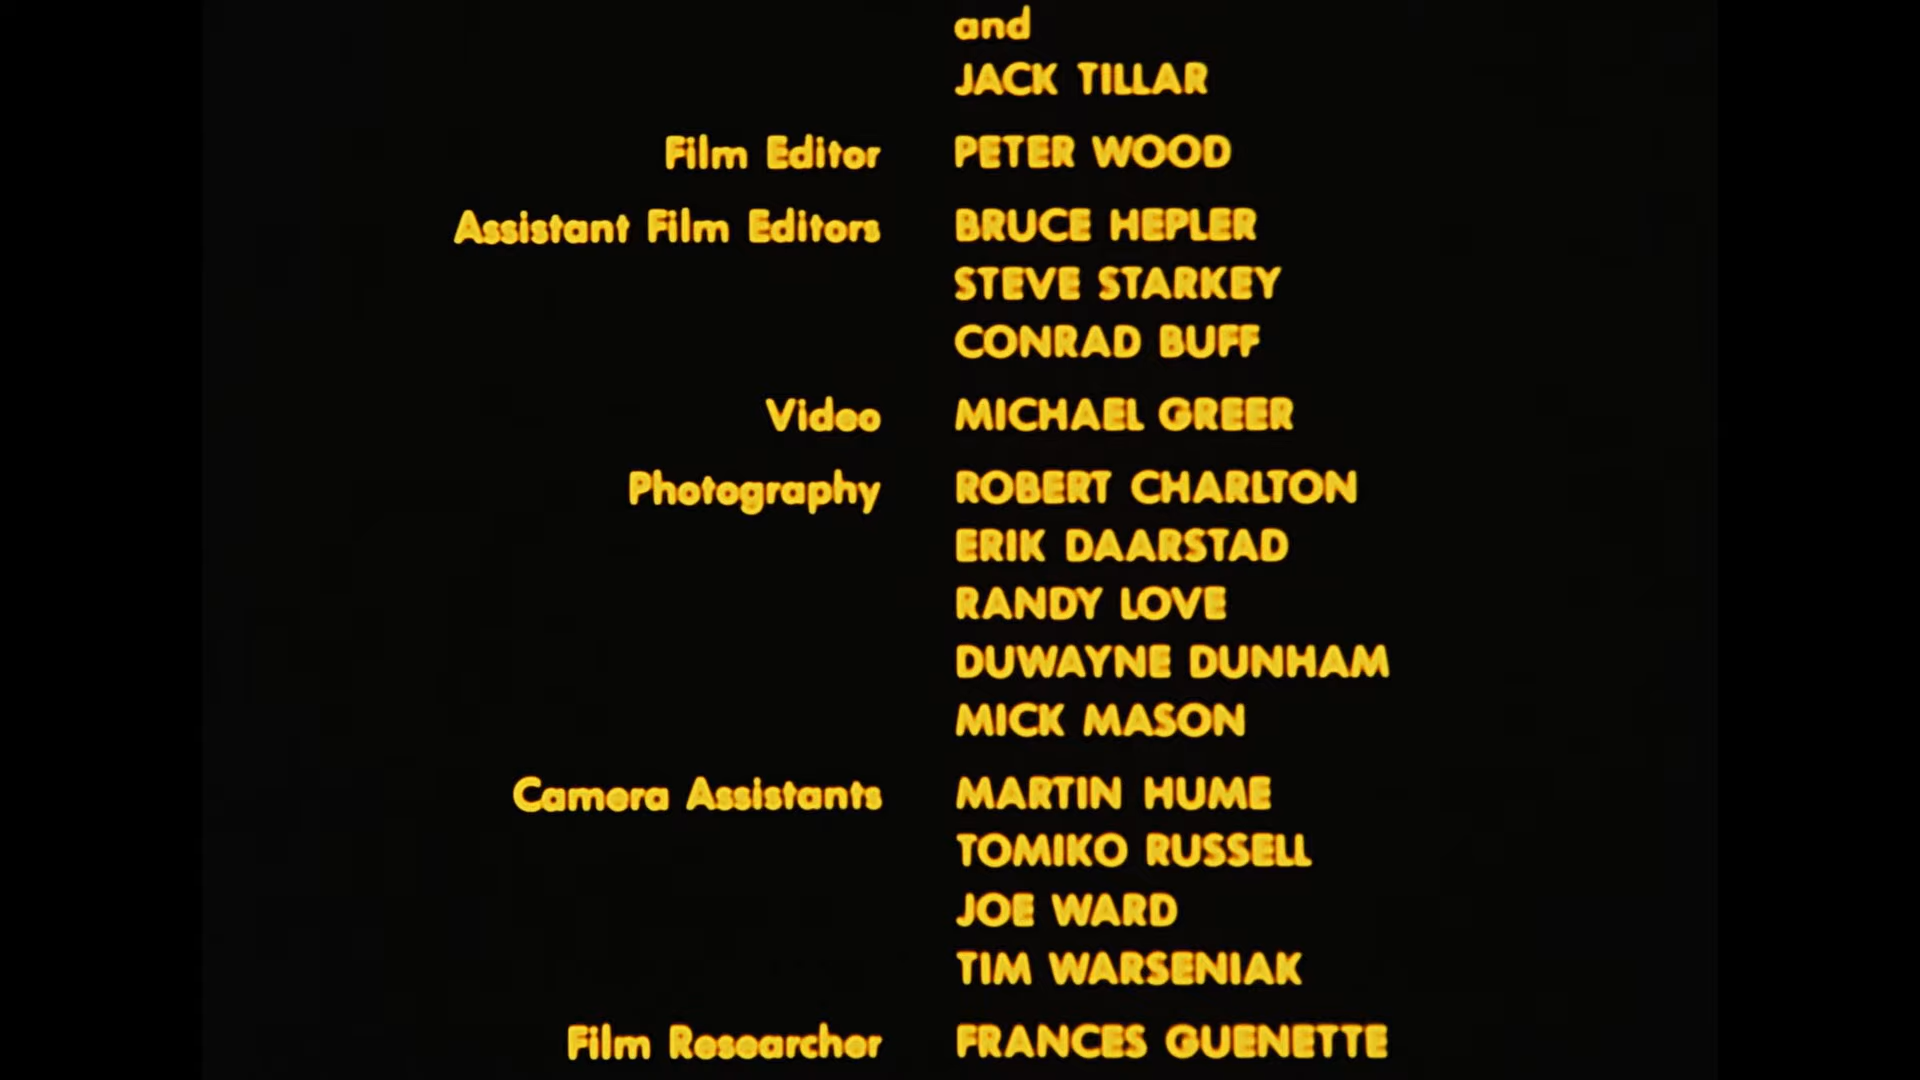 and
JACK TILLAR
Film Editor PETER WOOD
Assistant Film Editors BRUCE HEPLER
STEVE STARKEY
CONRAD BUFF
Video MICHAEL GREER
Photography ROBERT CHARLTON
ERIK DAARSTAD
RANDY LOVE
DUWAYNE DUNHAM
MICK MASON
Camera Assistants MARTIN HUME
TOMIKO RUSSELL
JOE WARD
TIM WARSENIAK
Film Researcher FRANCES GUENETTE